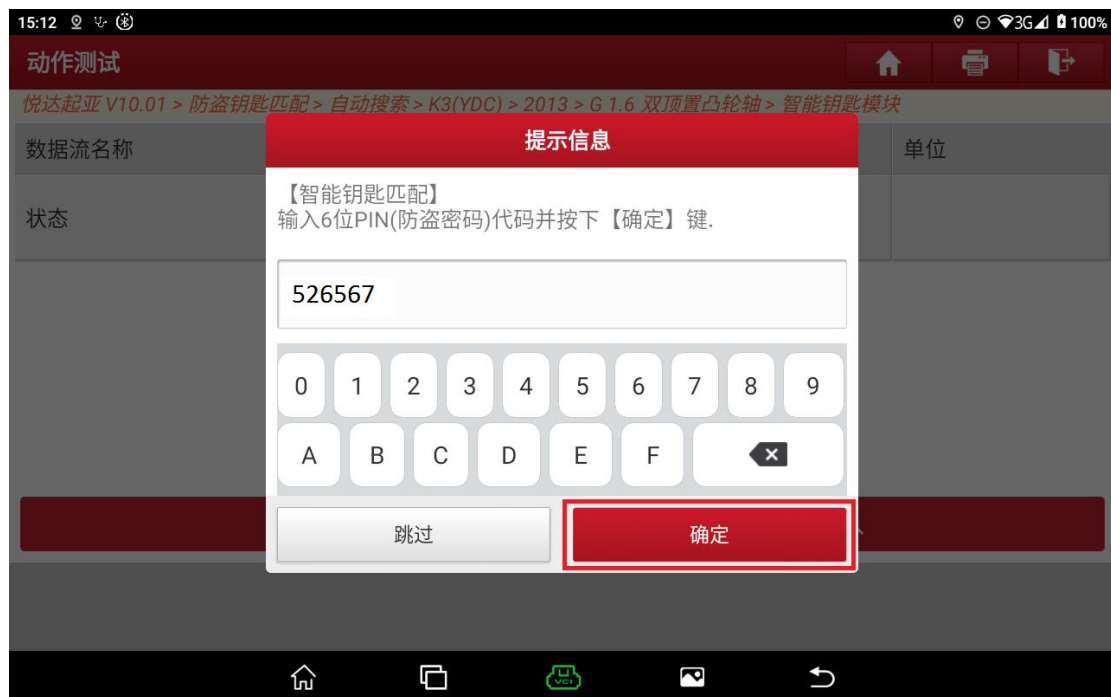 15:12 3G 100%
动作测试
悦达起亚 V10.01 > 防盗钥匙匹配 > 自动搜索 > K3(YDC) > 2013 > G 1.6 双顶置凸轮轴 > 智能钥匙模块
数据流名称 单位
状态
提示信息
【智能钥匙匹配】
输入6位PIN(防盗密码)代码并按下【确定】键.
526567
0 1 2 3 4 5 6 7 8 9
A B C D E F
跳过 确定
VCI